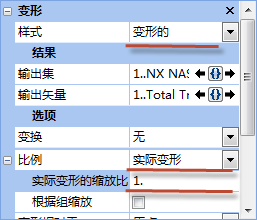 变形
样式 变形的
结果
输出集 1..NX NAS
输出矢量 1..Total Tr
选项
变换 无
比例 实际变形
实际变形的缩放比 1.
根据组缩放